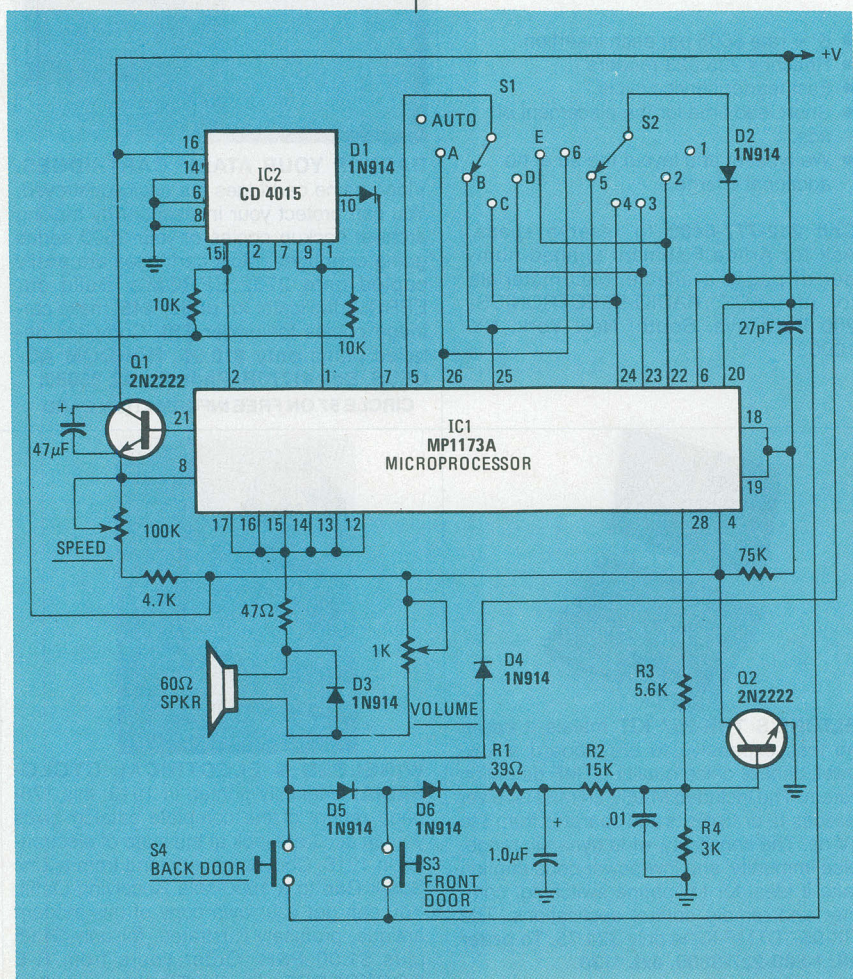 +V
S1
AUTO
A
B
C
D
E
6
5
4
3
2
1
S2
D2
1N914
16
14
6
8
15
2
7
9
1
10
IC2
CD 4015
D1
1N914
10K
10K
27pF
Q1
2N2222
47µF
2
1
7
5
26
25
24
23
22
6
20
21
8
18
19
IC1
MP1173A
MICROPROCESSOR
17
16
15
14
13
12
28
4
100K
SPEED
4.7K
75K
47Ω
60Ω
SPKR
D3
1N914
1K
VOLUME
D4
1N914
R3
5.6K
Q2
2N2222
R1
39Ω
R2
15K
D5
1N914
D6
1N914
+
1.0µF
.01
R4
3K
S4
BACK DOOR
S3
FRONT
DOOR
+